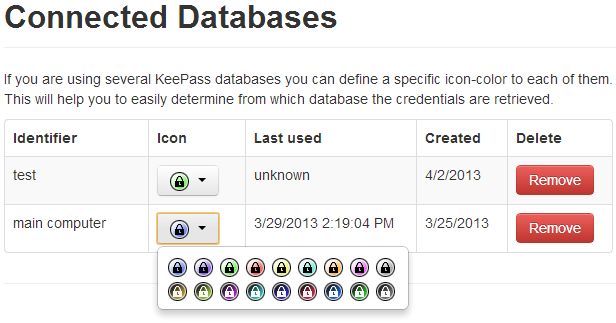 Connected Databases
If you are using several KeePass databases you can define a specific icon-color to each of them.
This will help you to easily determine from which database the credentials are retrieved.
Identifier Icon Last used Created Delete
test unknown 4/2/2013 Remove
main computer 3/29/2013 2:19:04 PM 3/25/2013 Remove